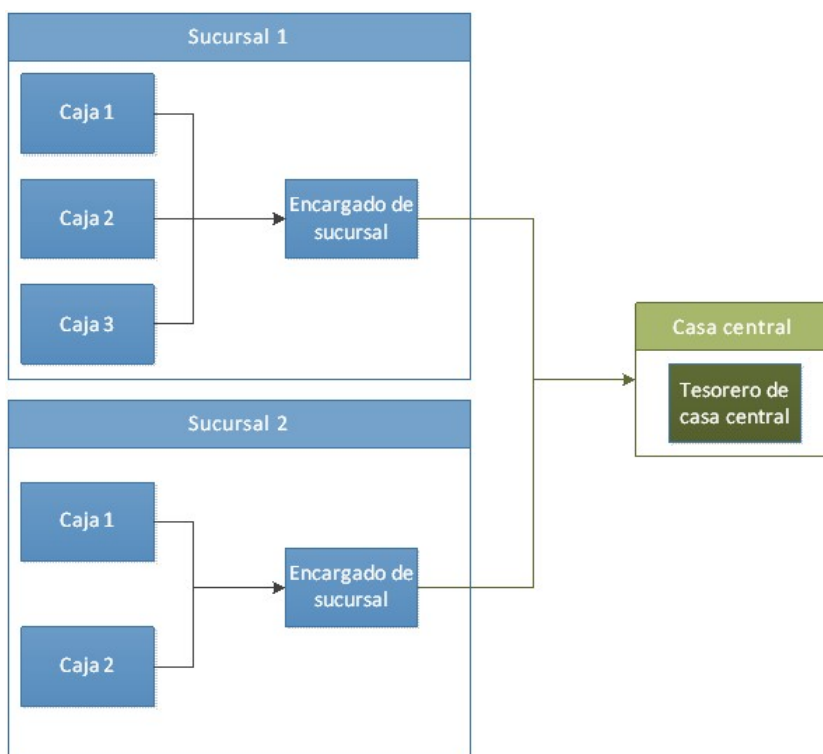 Sucursal 1
Caja 1
Caja 2
Caja 3
Encargado de
sucursal
Sucursal 2
Caja 1
Caja 2
Encargado de
sucursal
Casa central
Tesorero de
casa central